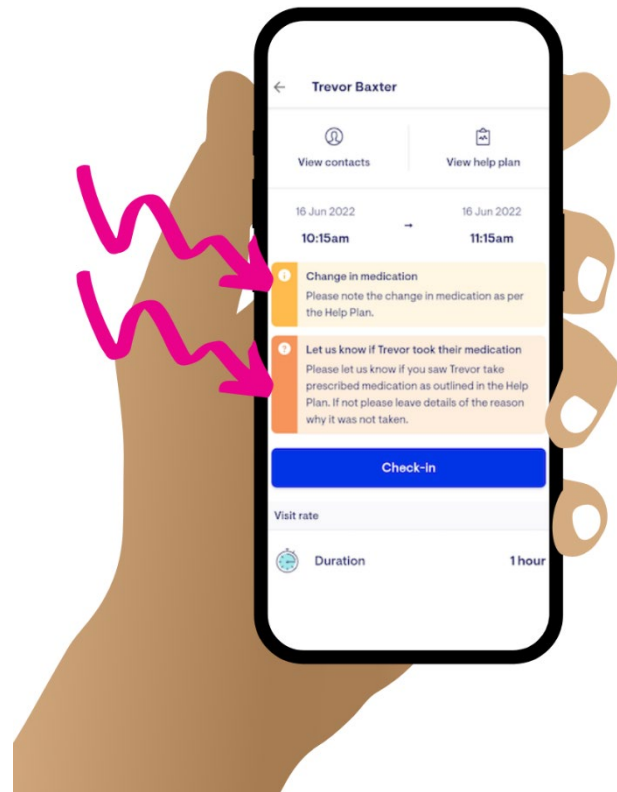 Trevor Baxter
View contacts
View help plan
16 Jun 2022
16 Jun 2022
10:15am
11:15am
Change in medication
Please note the change in medication as per
the Help Plan.
Let us know if Trevor took their medication
Please let us know if you saw Trevor take
prescribed medication as outlined in the Help
Plan. If not please leave details of the reason
why it was not taken.
Check-in
Visit rate
Duration
1 hour